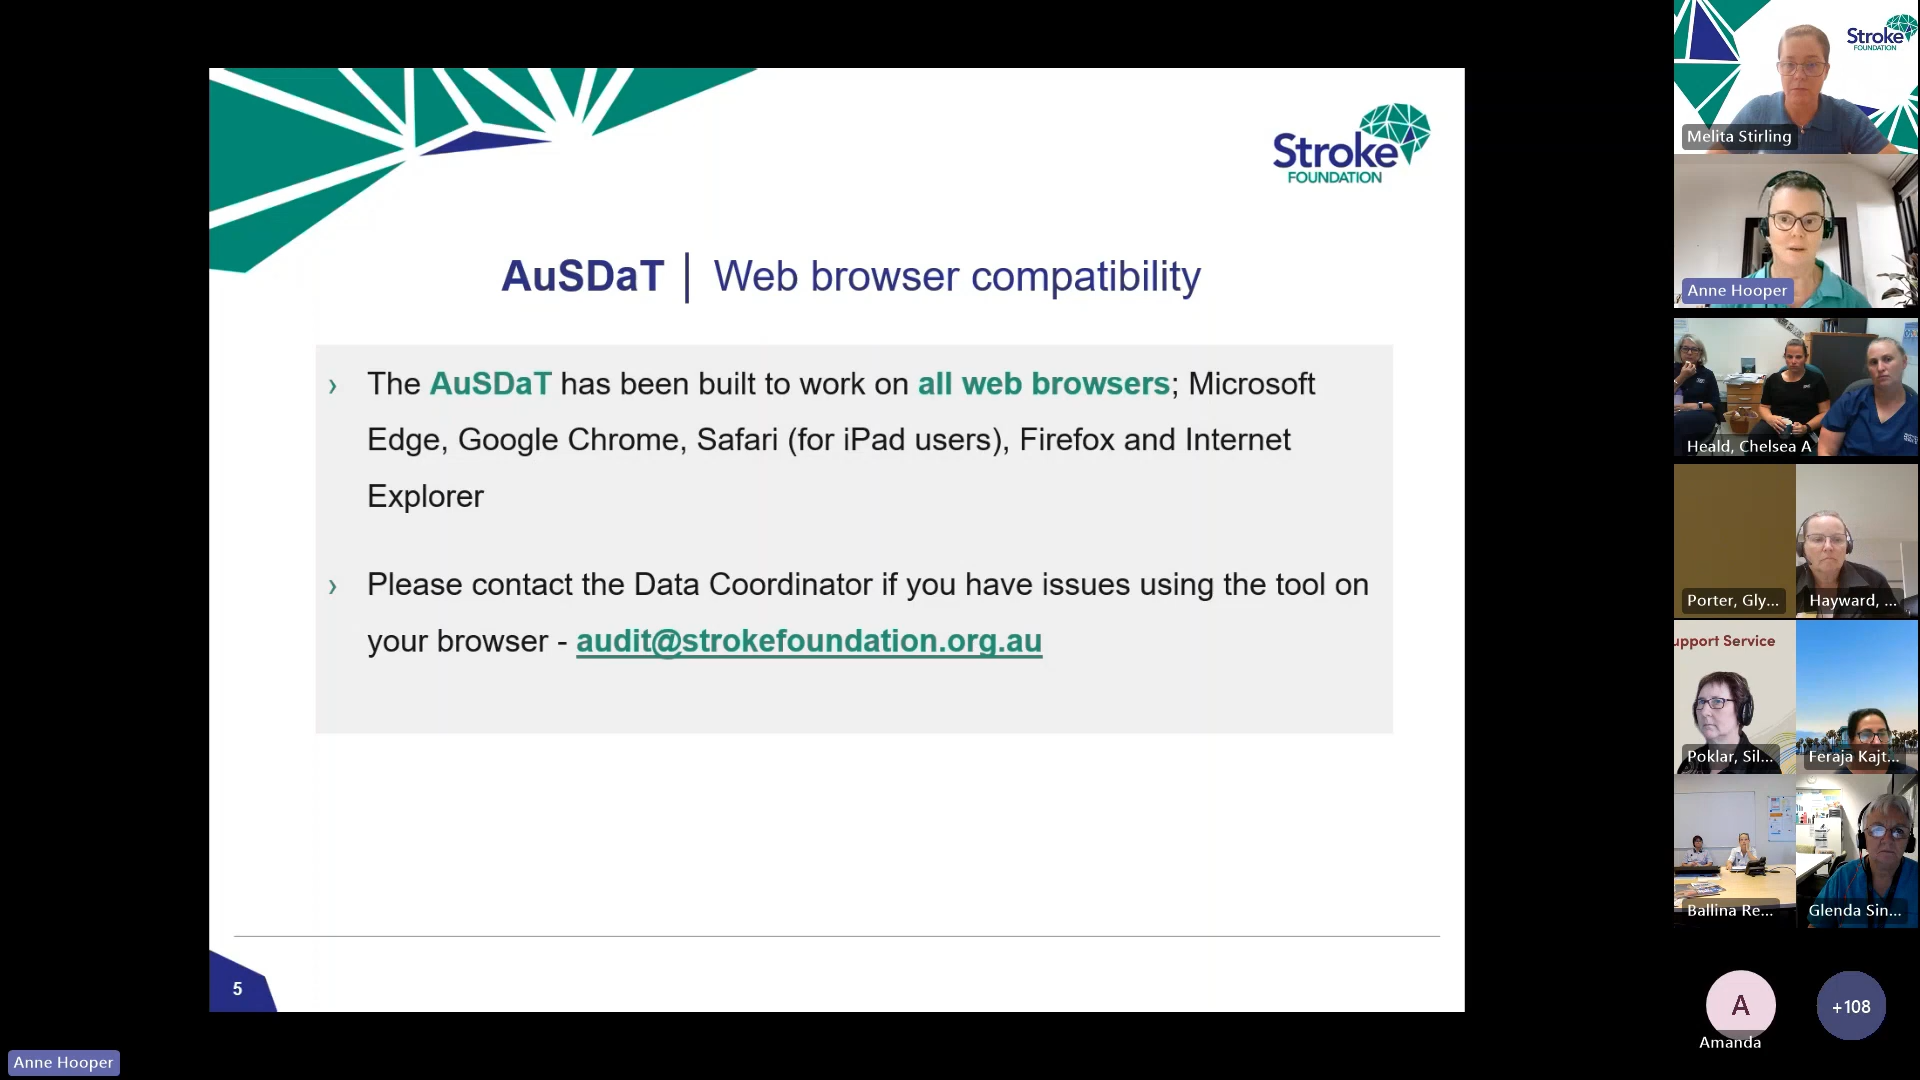 Stroke
FOUNDATION
AuSDaT | Web browser compatibility
› The AuSDaT has been built to work on all web browsers; Microsoft
Edge, Google Chrome, Safari (for iPad users), Firefox and Internet
Explorer
› Please contact the Data Coordinator if you have issues using the tool on
your browser - audit@strokefoundation.org.au
5
Anne Hooper
Stroke
FOUNDATION
Melita Stirling
Anne Hooper
Heald, Chelsea A
Porter, Gly...
Hayward, ...
upport Service
Poklar, Sil...
Feraja Kajt...
Ballina Re...
Glenda Sin...
A
Amanda
+108